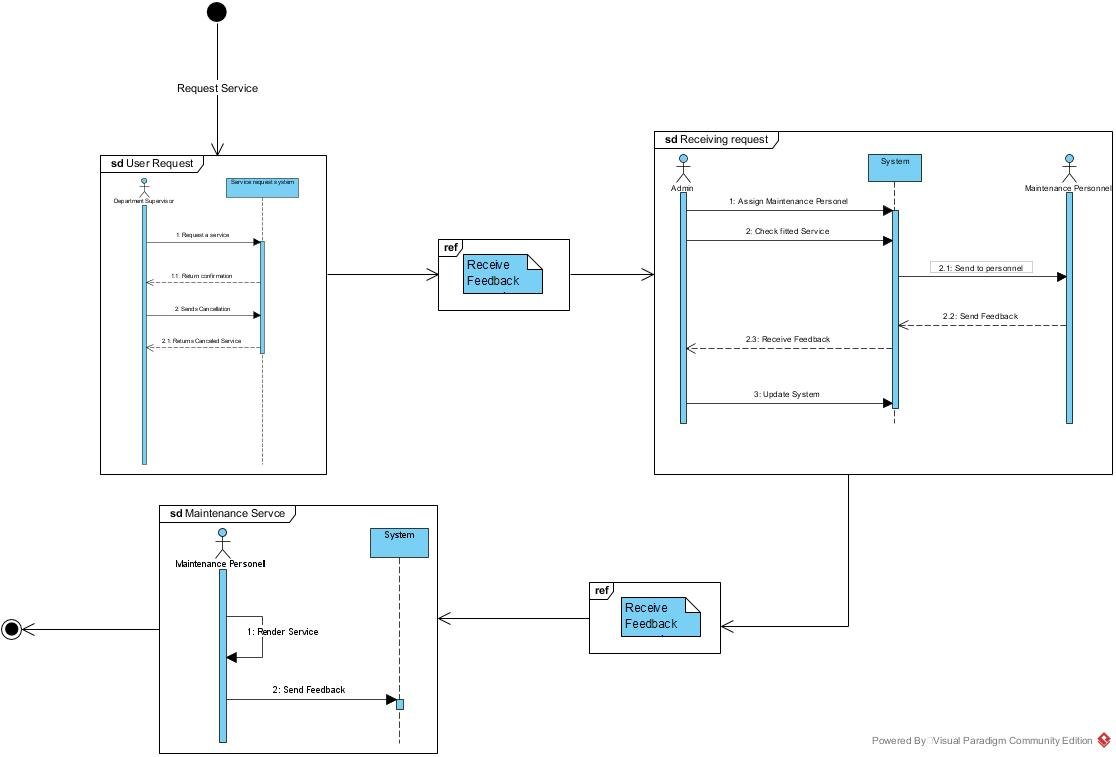 Request Service
sd User Request
Department Supervisor
Service request system
1: Request a service
1.1: Return confirmation
2: Sends Cancellation
2.1: Returns Canceled Service
ref
Receive
Feedback
sd Receiving request
Admin
System
Maintenance Personnel
1: Assign Maintenance Personel
2: Check fitted Service
2.1: Send to personnel
2.2: Send Feedback
2.3: Receive Feedback
3: Update System
sd Maintenance Servce
Maintenance Personell
System
1: Render Service
2: Send Feedback
ref
Receive
Feedback
Powered By Visual Paradigm Community Edition